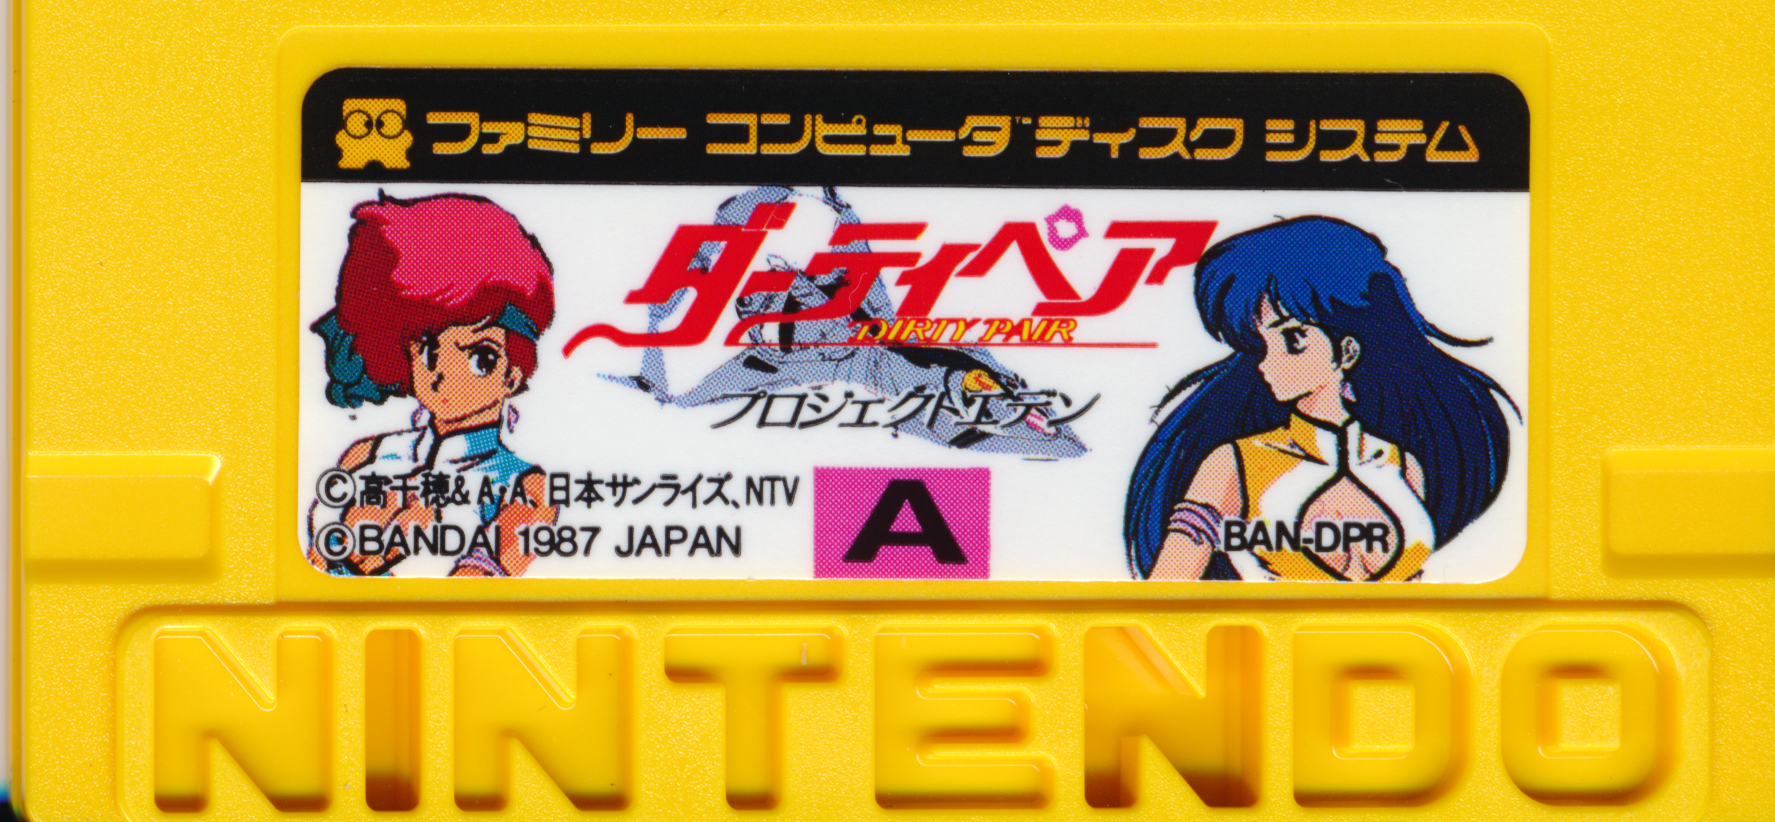 ファミリー コンピュータ™ ディスク システム
ダーティペア
DIRTY PAIR
プロジェクトエデン
©高千穂&A・A、日本サンライズ、NTV
©BANDAI 1987 JAPAN
A
BAN-DPR
NINTENDO